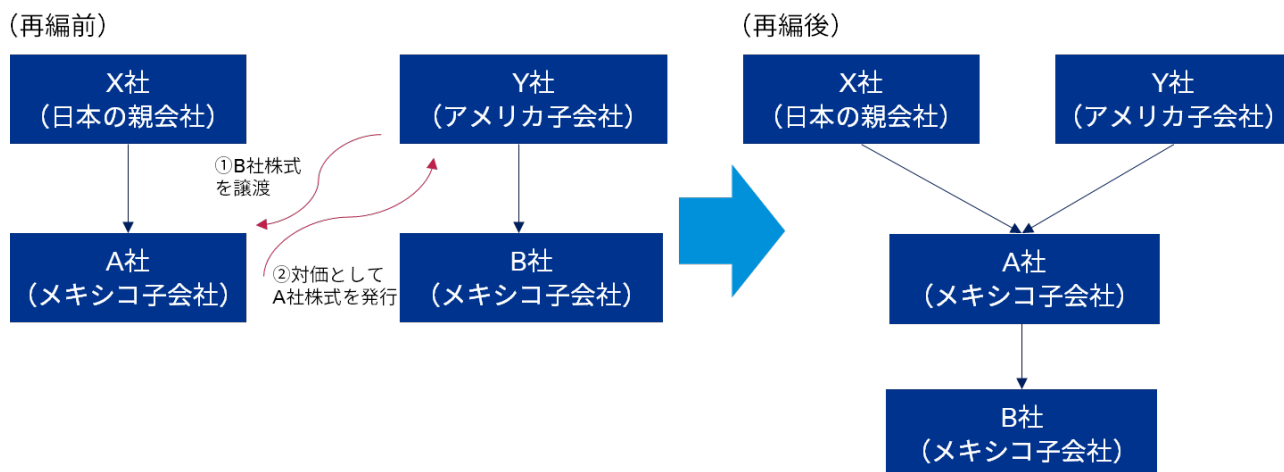 （再編前）
X社
（日本の親会社）
Y社
（アメリカ子会社）
①B社株式
を譲渡
A社
（メキシコ子会社）
②対価として
A社株式を発行
B社
（メキシコ子会社）
（再編後）
X社
（日本の親会社）
Y社
（アメリカ子会社）
A社
（メキシコ子会社）
B社
（メキシコ子会社）